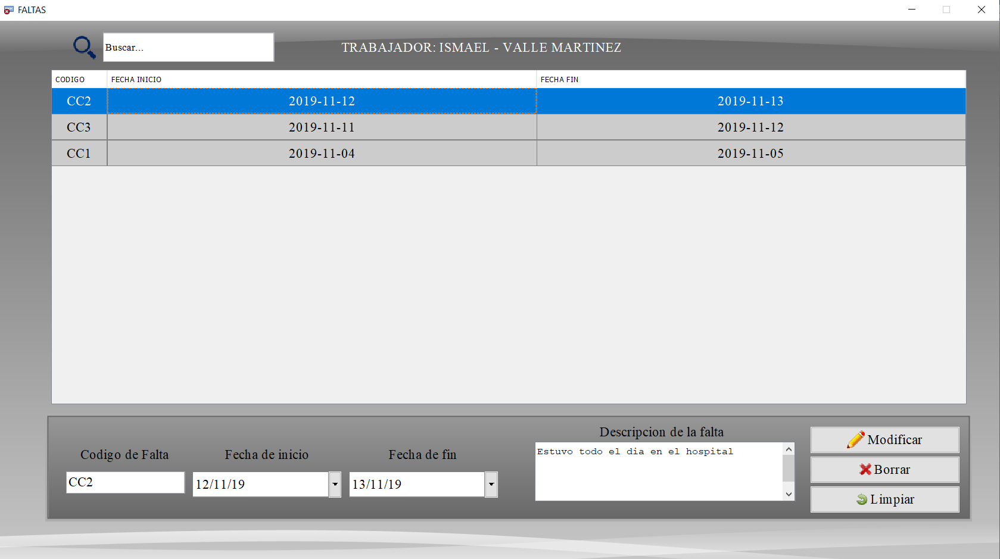 FALTAS
Buscar...
TRABAJADOR: ISMAEL - VALLE MARTINEZ
CODIGO FECHA INICIO FECHA FIN
CC2 2019-11-12 2019-11-13
CC3 2019-11-11 2019-11-12
CC1 2019-11-04 2019-11-05
Codigo de Falta
CC2
Fecha de inicio
12/11/19
Fecha de fin
13/11/19
Descripcion de la falta
Estuvo todo el dia en el hospital
Modificar
Borrar
Limpiar